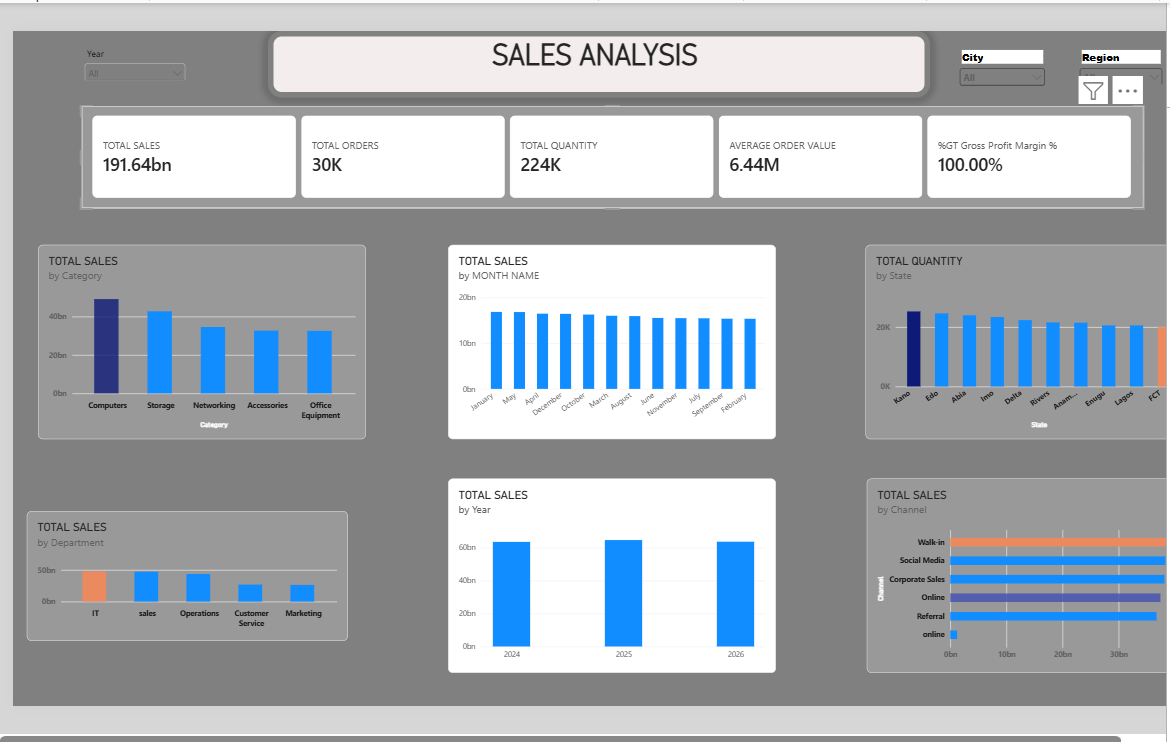 SALES ANALYSIS
Year
All
City
All
Region
TOTAL SALES
191.64bn
TOTAL ORDERS
30K
TOTAL QUANTITY
224K
AVERAGE ORDER VALUE
6.44M
%GT Gross Profit Margin %
100.00%
TOTAL SALES
by Category
40bn
20bn
0bn
Computers
Storage
Networking
Accessories
Office
Equipment
Category
TOTAL SALES
by MONTH NAME
20bn
10bn
0bn
January
May
April
December
October
March
August
June
November
July
September
February
TOTAL QUANTITY
by State
20K
0K
Kano
Edo
Abia
Imo
Delta
Rivers
Anam...
Enugu
Lagos
FCT
State
TOTAL SALES
by Department
50bn
0bn
IT
sales
Operations
Customer
Service
Marketing
TOTAL SALES
by Year
60bn
40bn
20bn
0bn
2024
2025
2026
TOTAL SALES
by Channel
Channel
Walk-in
Social Media
Corporate Sales
Online
Referral
online
0bn
10bn
20bn
30bn